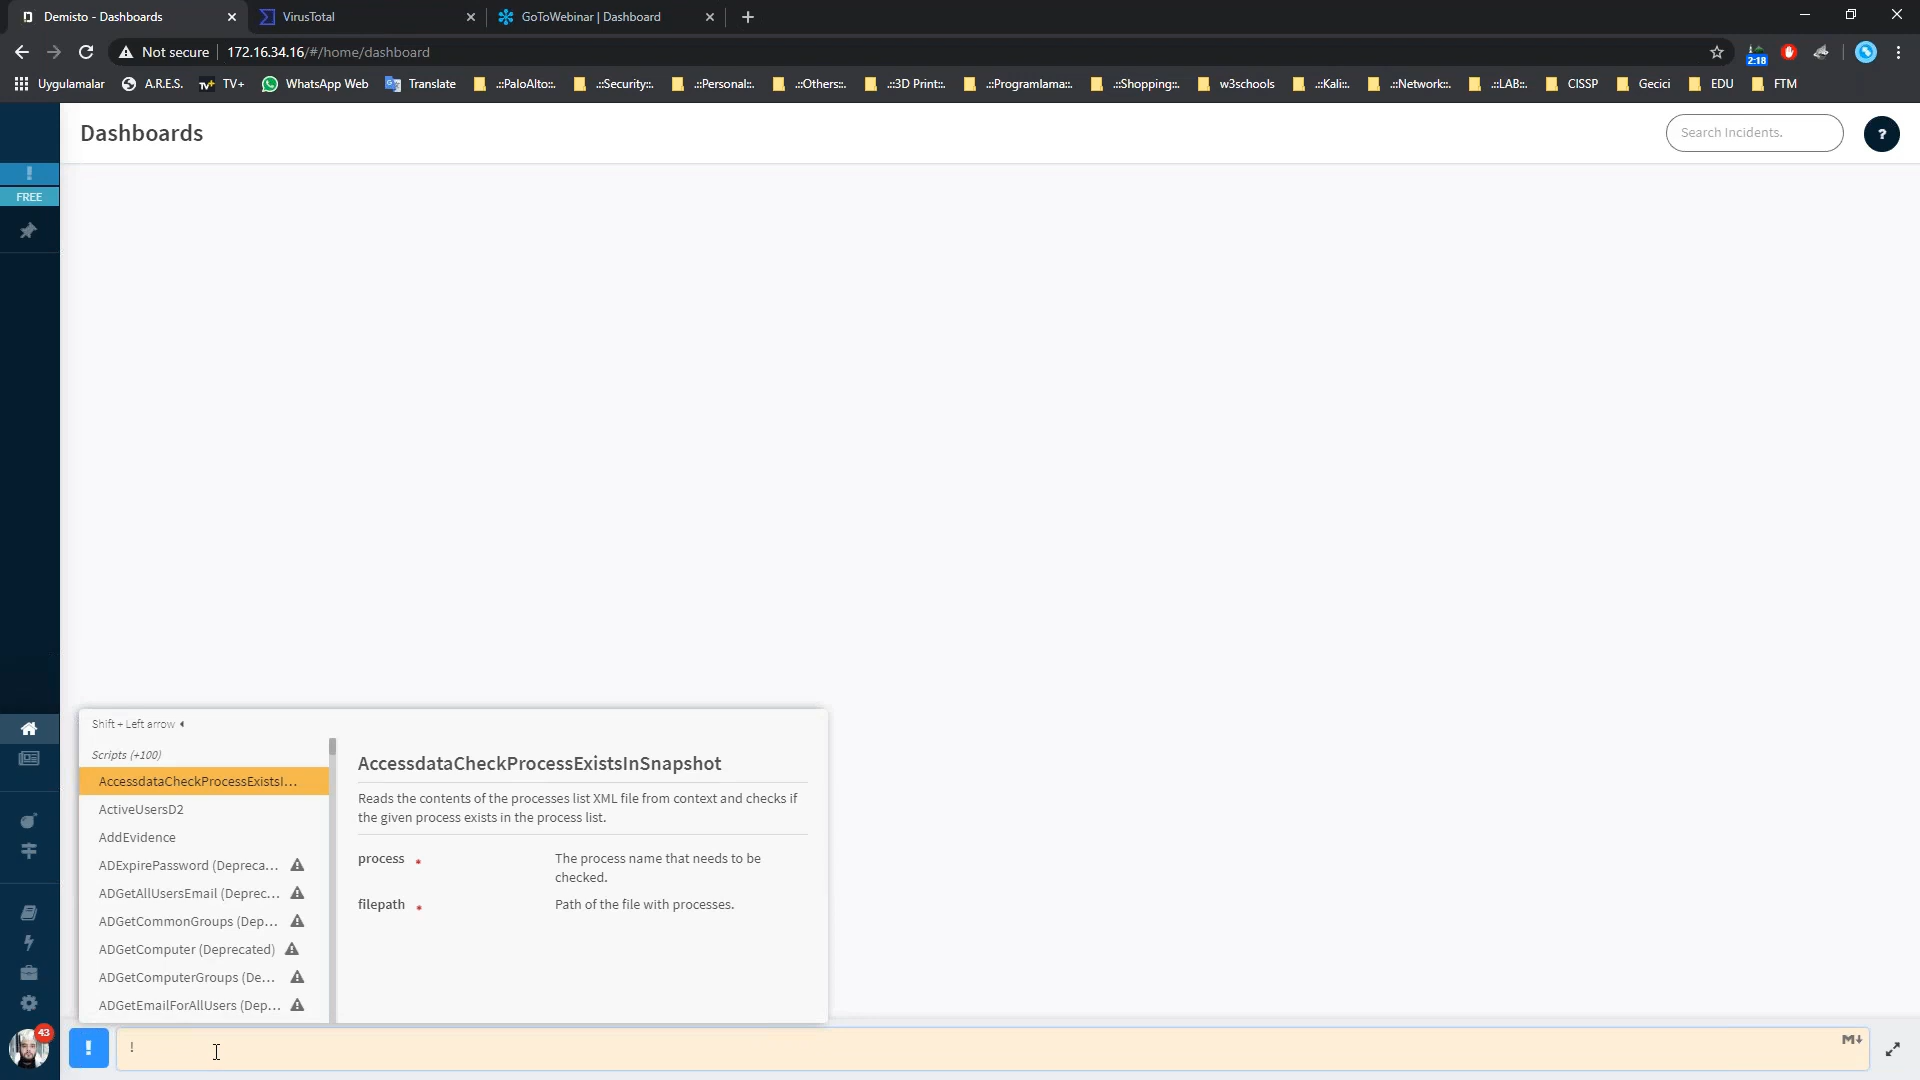 Demisto - Dashboards
VirusTotal
GoToWebinar | Dashboard
Not secure
172.16.34.16/#/home/dashboard
2:18
Uygulamalar
A.R.E.S.
TV+
WhatsApp Web
Translate
.::PaloAlto::.
.::Security::.
.::Personal::.
.::Others::.
.::3D Print::.
.::Programlama::.
.::Shopping::.
w3schools
.::Kali::.
.::Network::.
.::LAB::.
CISSP
Gecici
EDU
FTM
Dashboards
Search Incidents.
?
!
FREE
Shift + Left arrow
Scripts (+100)
AccessdataCheckProcessExistsI...
ActiveUsersD2
AddEvidence
ADExpirePassword (Depreca...
ADGetAllUsersEmail (Deprec...
ADGetCommonGroups (Dep...
ADGetComputer (Deprecated)
ADGetComputerGroups (De...
ADGetEmailForAllUsers (Dep...
AccessdataCheckProcessExistsInSnapshot
Reads the contents of the processes list XML file from context and checks if
the given process exists in the process list.
process *
The process name that needs to be
checked.
filepath *
Path of the file with processes.
43
!
!
M↓